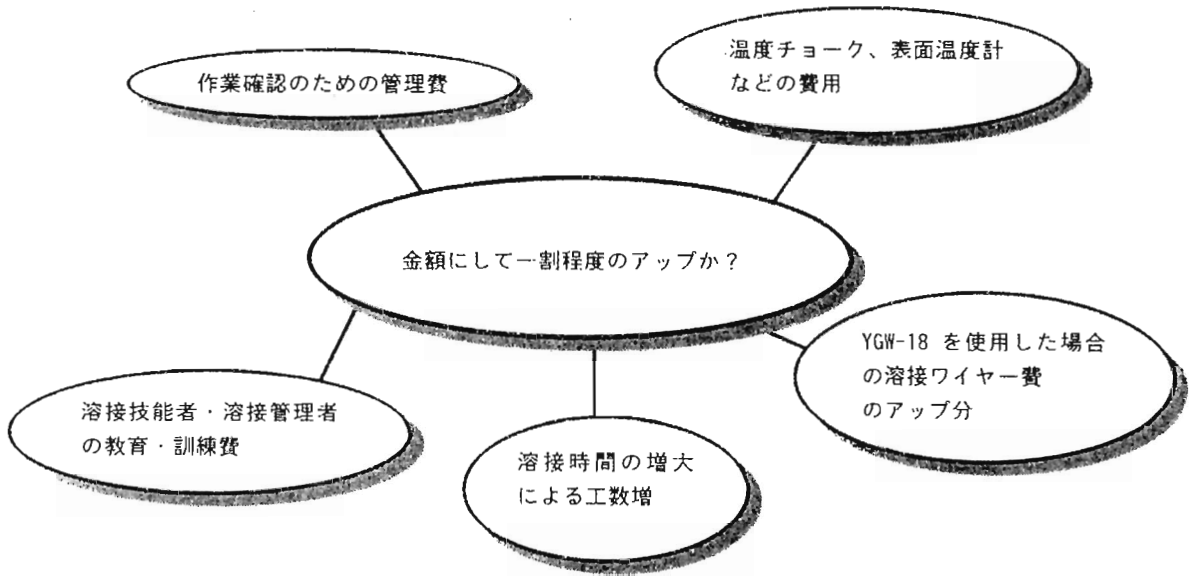 作業確認のための管理費
温度チョーク、表面温度計
などの費用
金額にして一割程度のアップか?
YGW-18 を使用した場合
の溶接ワイヤー費
のアップ分
溶接技能者・溶接管理者
の教育・訓練費
溶接時間の増大
による工数増